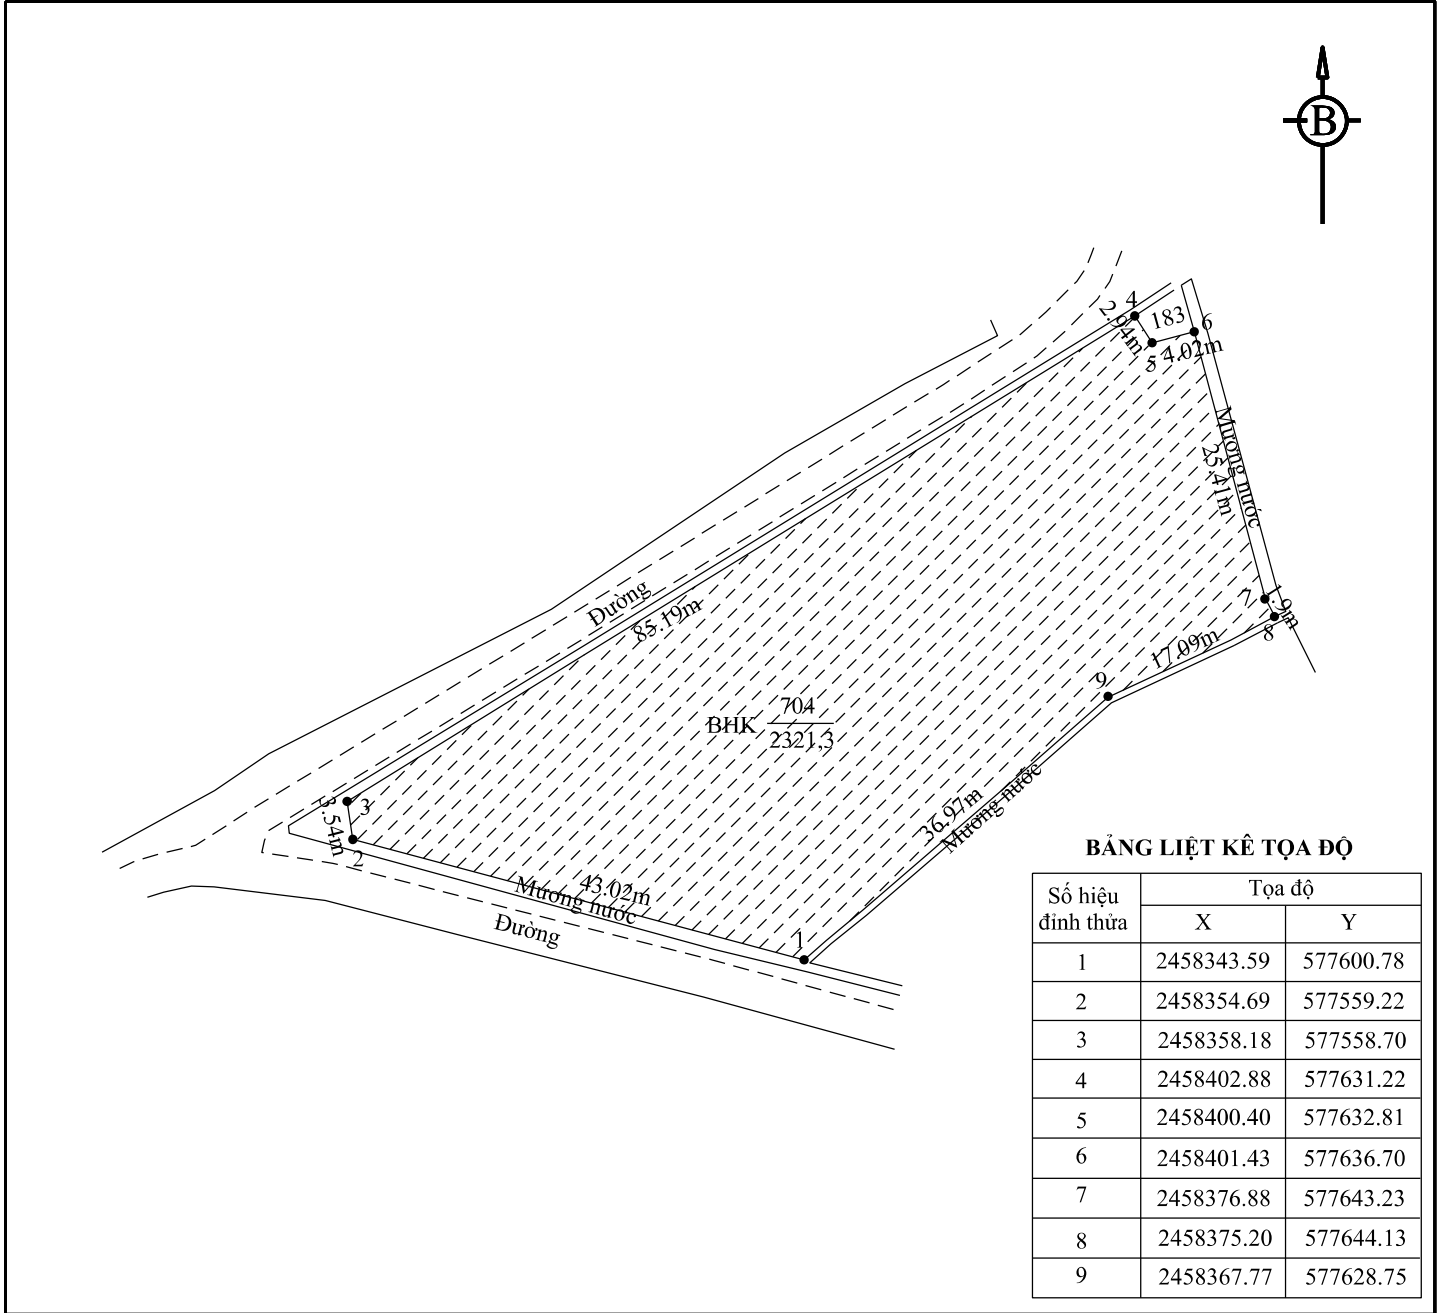 B
4
183
6
2.94m
5
4.02m
Mương nước
25.41m
Đường
85.19m
7
1.9m
8
17.09m
9
BHK
704
2321,3
3
3.54m
2
36.97m
Mương nước
43.02m
Mương nước
Đường
1
BẢNG LIỆT KÊ TỌA ĐỘ
Số hiệu đỉnh thửa Tọa độ
X Y
1 2458343.59 577600.78
2 2458354.69 577559.22
3 2458358.18 577558.70
4 2458402.88 577631.22
5 2458400.40 577632.81
6 2458401.43 577636.70
7 2458376.88 577643.23
8 2458375.20 577644.13
9 2458367.77 577628.75